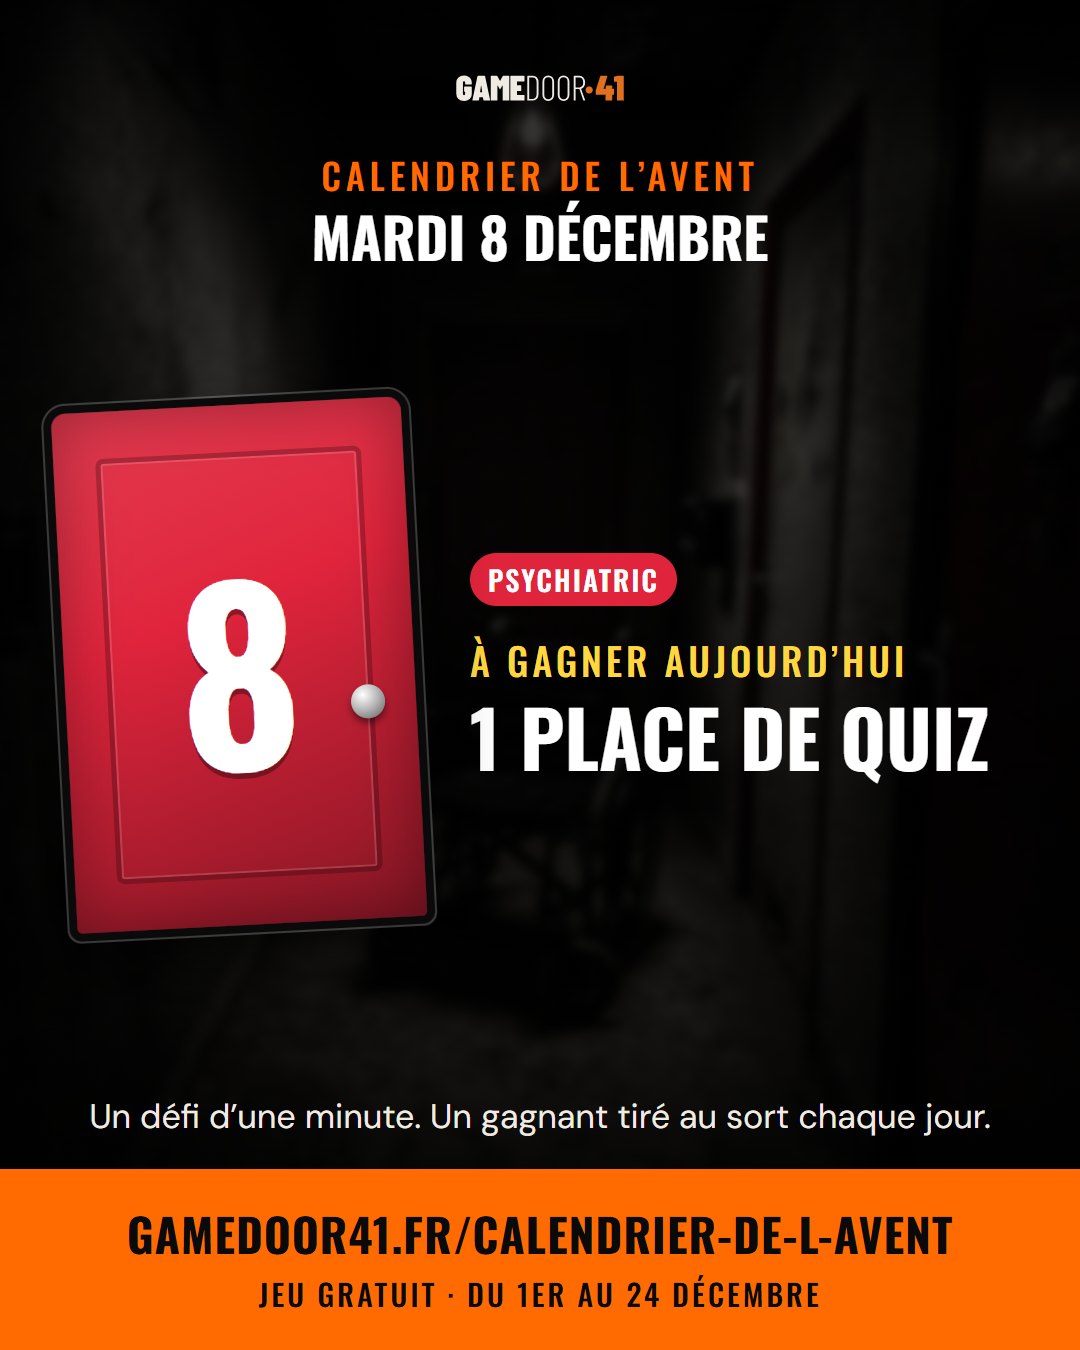 GAMEDOOR·41
CALENDRIER DE L’AVENT
MARDI 8 DÉCEMBRE
8
PSYCHIATRIC
À GAGNER AUJOURD’HUI
1 PLACE DE QUIZ
Un défi d’une minute. Un gagnant tiré au sort chaque jour.
GAMEDOOR41.FR/CALENDRIER-DE-L-AVENT
JEU GRATUIT · DU 1ER AU 24 DÉCEMBRE